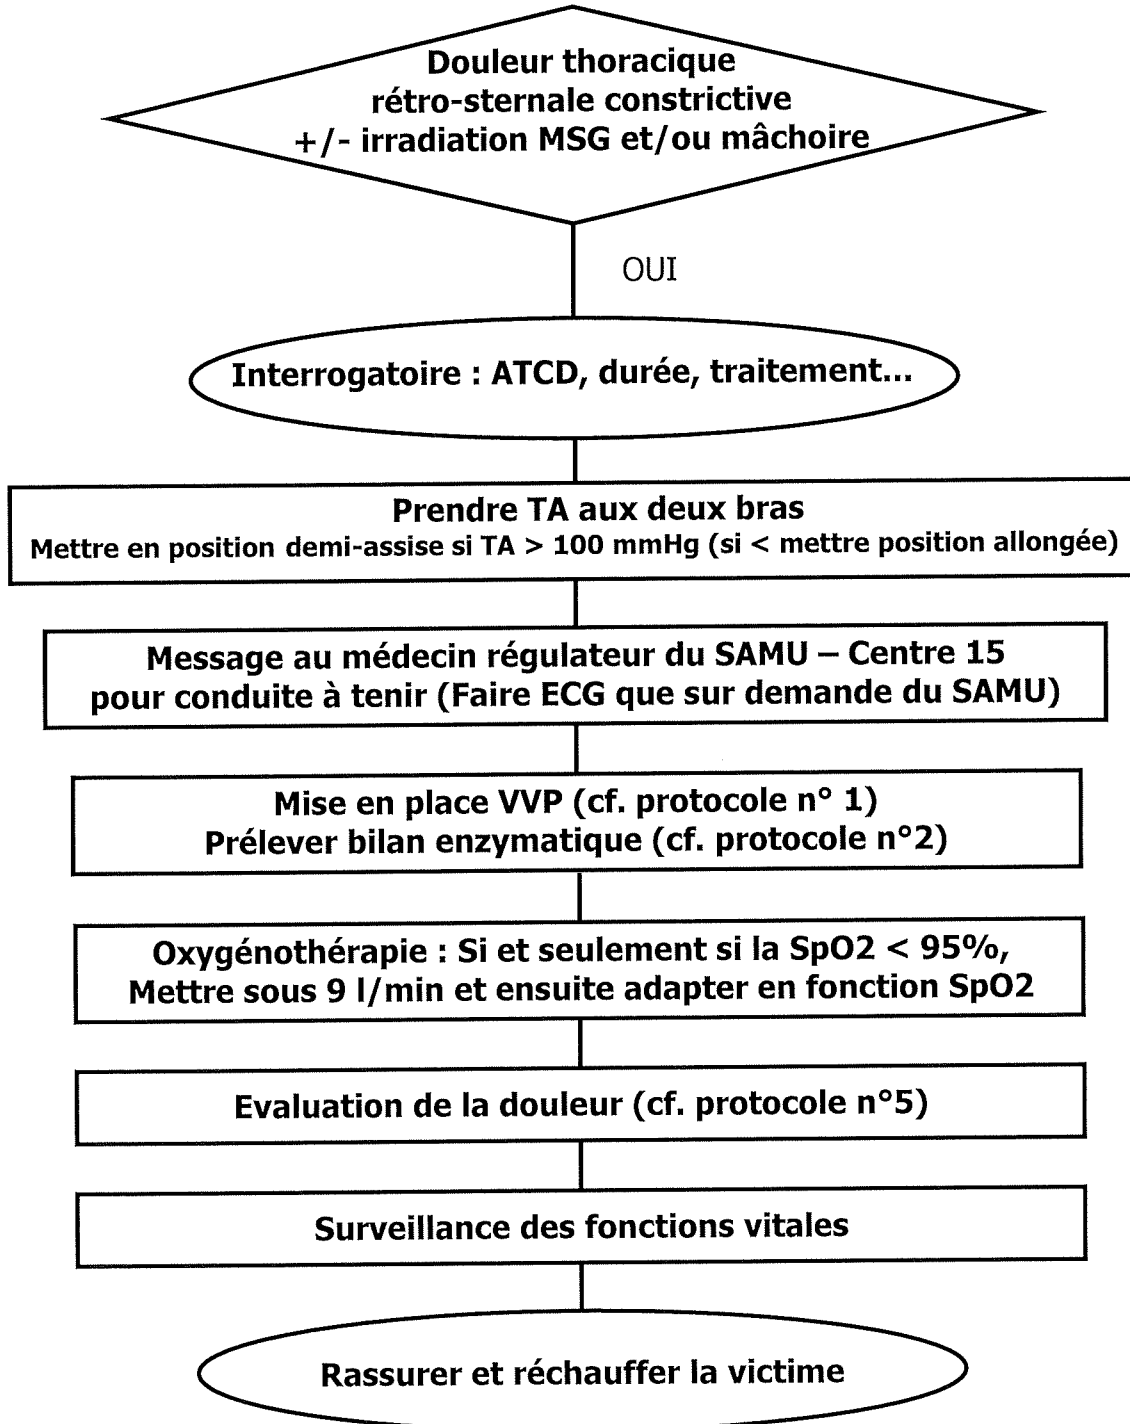 Douleur thoracique
rétro-sternale constrictive
+/- irradiation MSG et/ou mâchoire
OUI
Interrogatoire : ATCD, durée, traitement...
Prendre TA aux deux bras
Mettre en position demi-assise si TA > 100 mmHg (si < mettre position allongée)
Message au médecin régulateur du SAMU – Centre 15
pour conduite à tenir (Faire ECG que sur demande du SAMU)
Mise en place VVP (cf. protocole n° 1)
Prélever bilan enzymatique (cf. protocole n°2)
Oxygénothérapie : Si et seulement si la SpO2 < 95%,
Mettre sous 9 l/min et ensuite adapter en fonction SpO2
Evaluation de la douleur (cf. protocole n°5)
Surveillance des fonctions vitales
Rassurer et réchauffer la victime